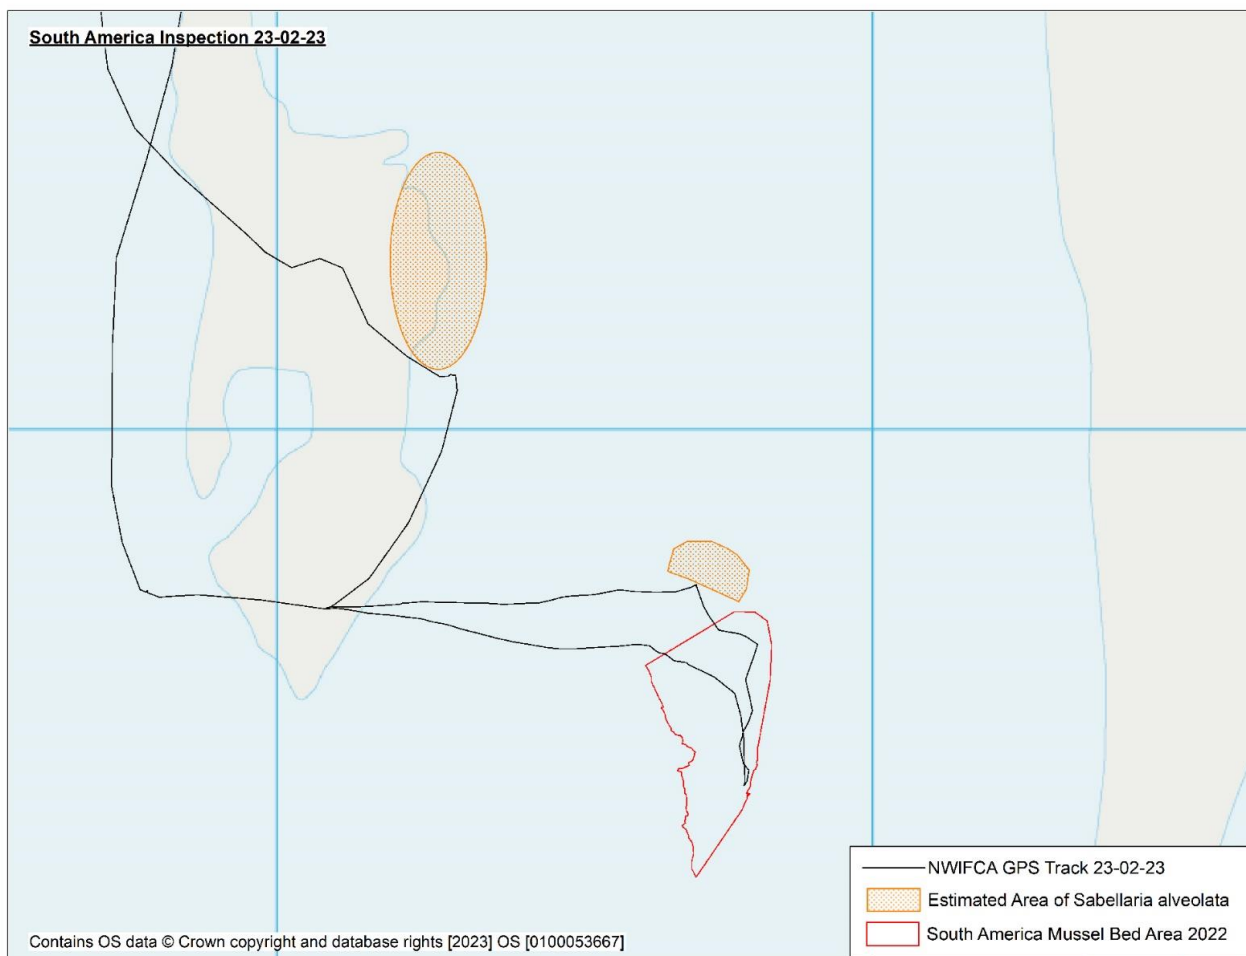 South America Inspection 23-02-23
NWIFCA GPS Track 23-02-23
Estimated Area of Sabellaria alveolata
South America Mussel Bed Area 2022
Contains OS data © Crown copyright and database rights [2023] OS [0100053667]